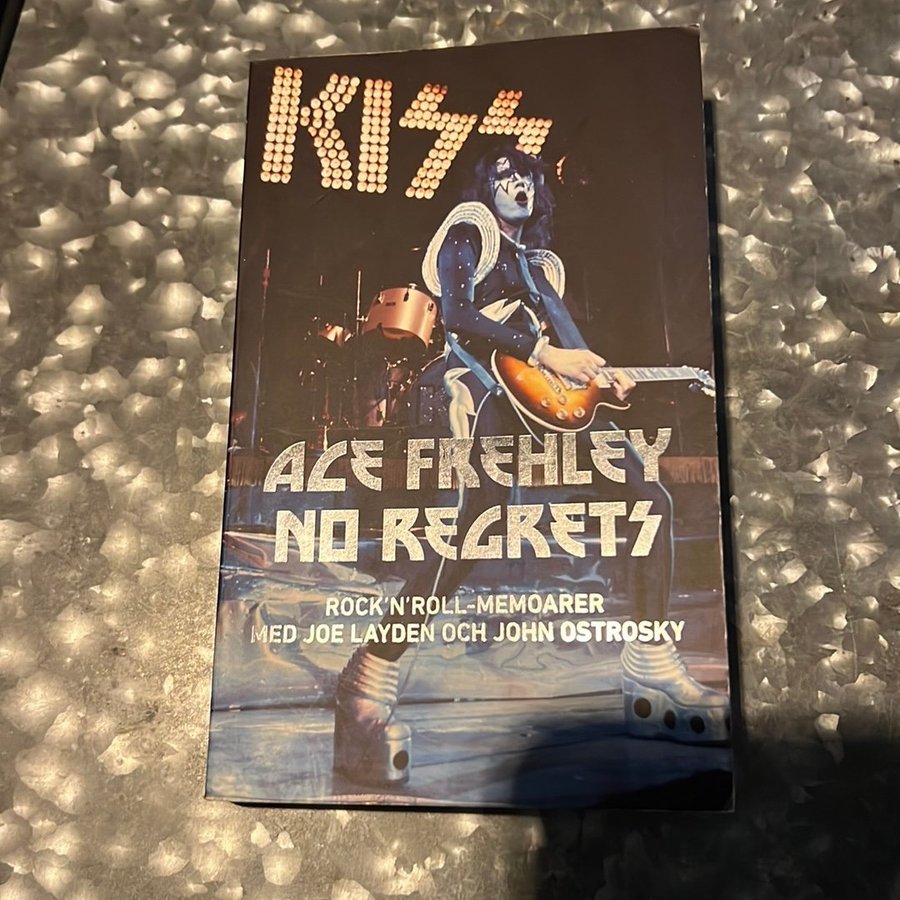 KISS
ACE FREHLEY
NO REGRETS
ROCK'N'ROLL-MEMOARER
MED JOE LAYDEN OCH JOHN OSTROSKY